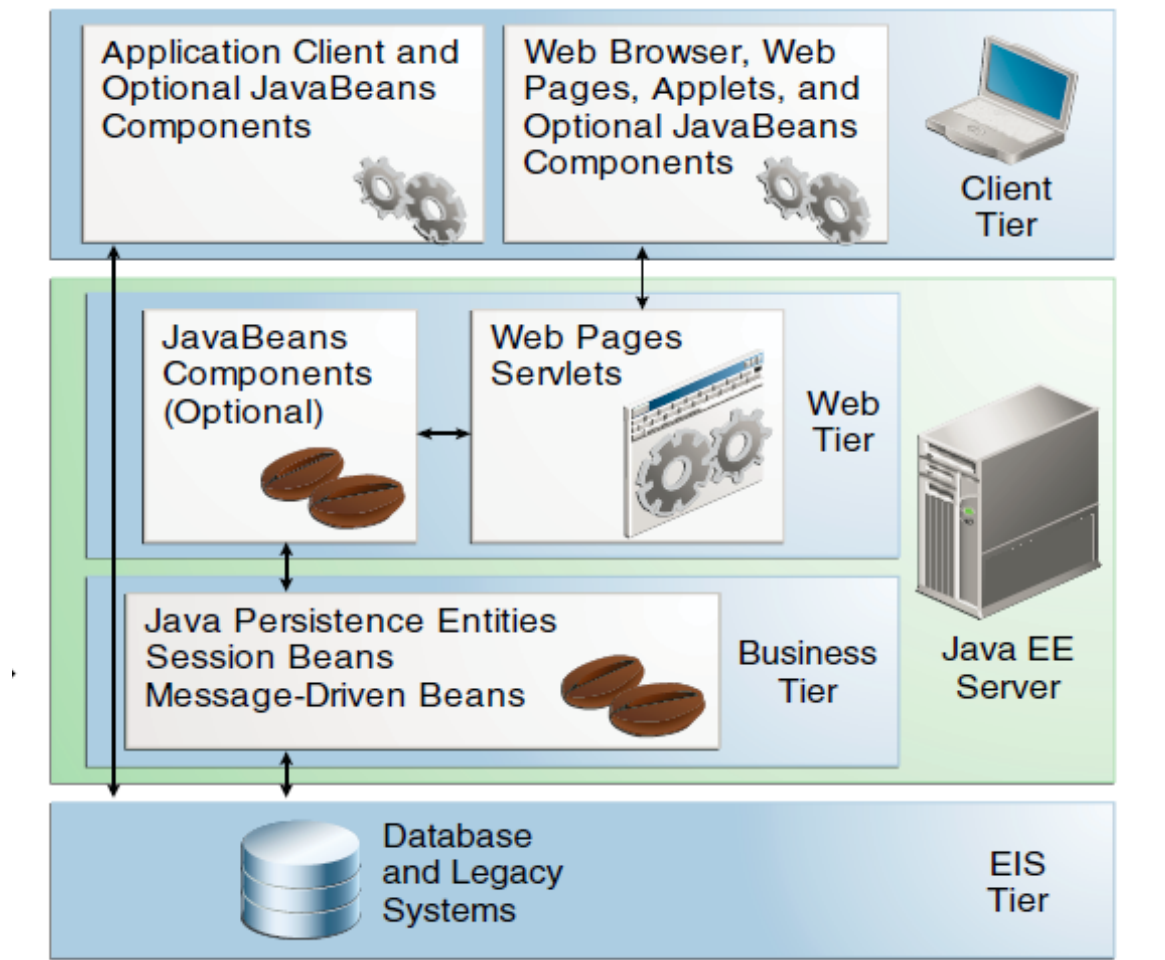 Application Client and
Optional JavaBeans
Components
Web Browser, Web
Pages, Applets, and
Optional JavaBeans
Components
Client
Tier
JavaBeans
Components
(Optional)
Web Pages
Servlets
Web
Tier
Java Persistence Entities
Session Beans
Message-Driven Beans
Business
Tier
Java EE
Server
Database
and Legacy
Systems
EIS
Tier